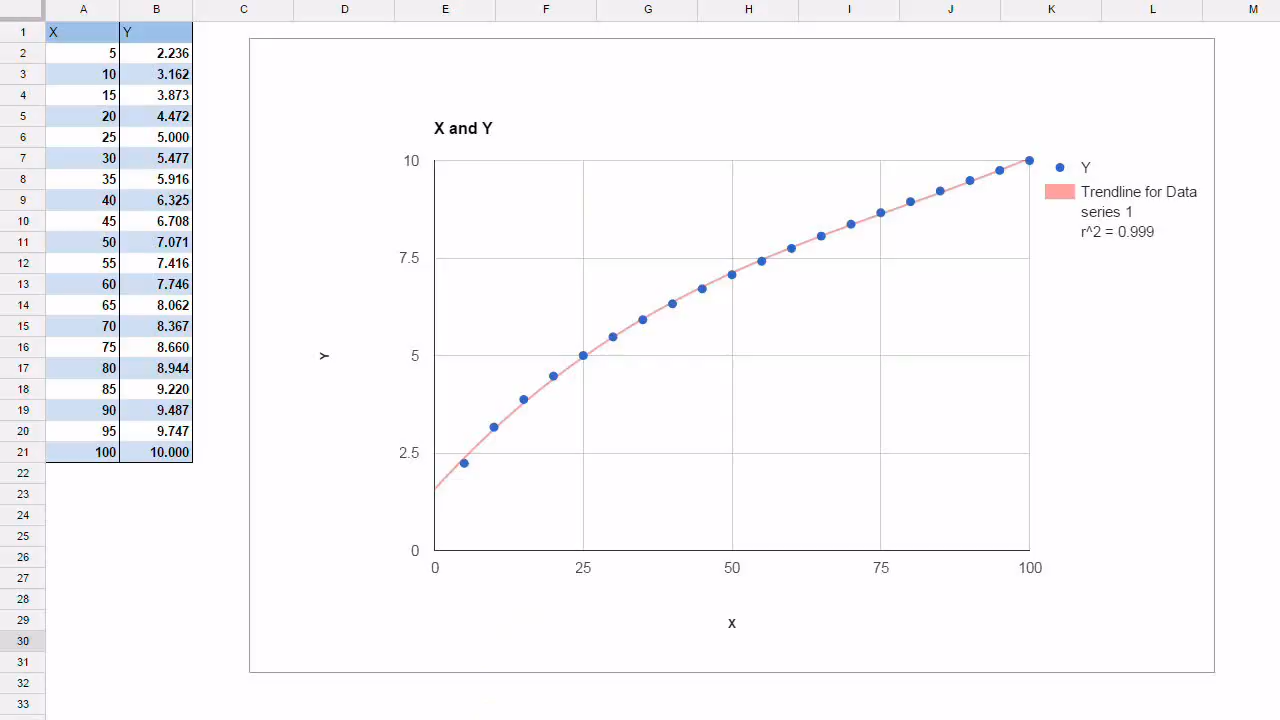 A B C D E F G H I J K L M
1 X Y
2 5 2.236
3 10 3.162
4 15 3.873
5 20 4.472
6 25 5.000
7 30 5.477
8 35 5.916
9 40 6.325
10 45 6.708
11 50 7.071
12 55 7.416
13 60 7.746
14 65 8.062
15 70 8.367
16 75 8.660
17 80 8.944
18 85 9.220
19 90 9.487
20 95 9.747
21 100 10.000
22
23
24
25
26
27
28
29
30
31
32
33
X and Y
10
7.5
5
2.5
0
Y
0 25 50 75 100
X
Y
Trendline for Data
series 1
r^2 = 0.999